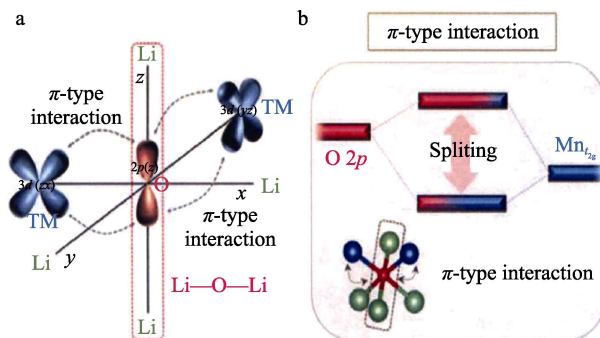 a
Li
z
π-type
interaction
3d (yz)
TM
2p(z)
O
3d (zx)
x
Li
TM
π-type
interaction
Li
y
Li—O—Li
Li
b
π-type interaction
O 2p
Spliting
Mn t2g
π-type interaction